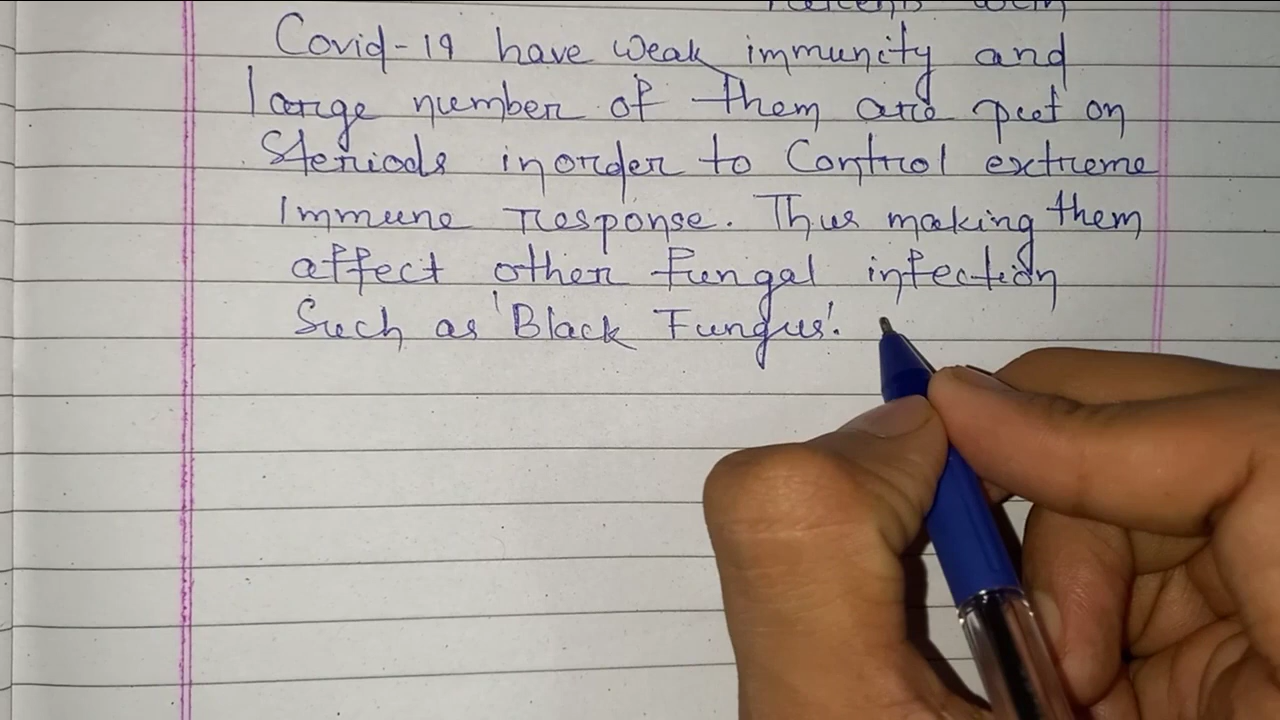 with
Covid-19 have weak immunity and
large number of them are put on
Steriods inorder to Control extreme
Immune Response. Thus making them
affect other fungal infection
Such as 'Black Fungus'.